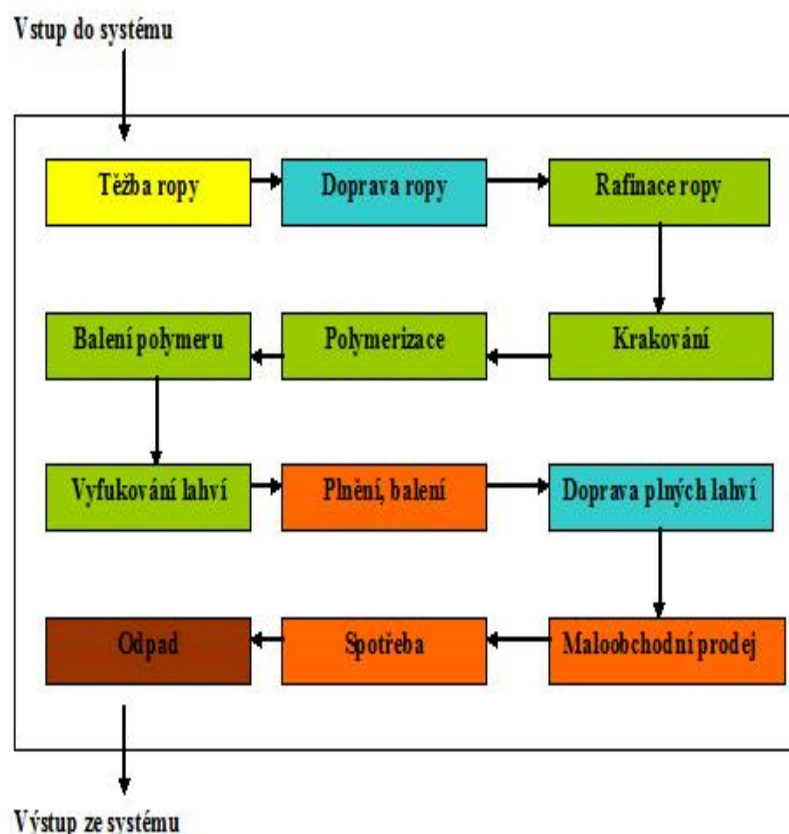 Vstup do systému
Těžba ropy
Doprava ropy
Rafinace ropy
Balení polymeru
Polymerizace
Krakování
Vyfukování lahví
Plnění, balení
Doprava plných lahví
Odpad
Spotřeba
Maloobchodní prodej
Výstup ze systému